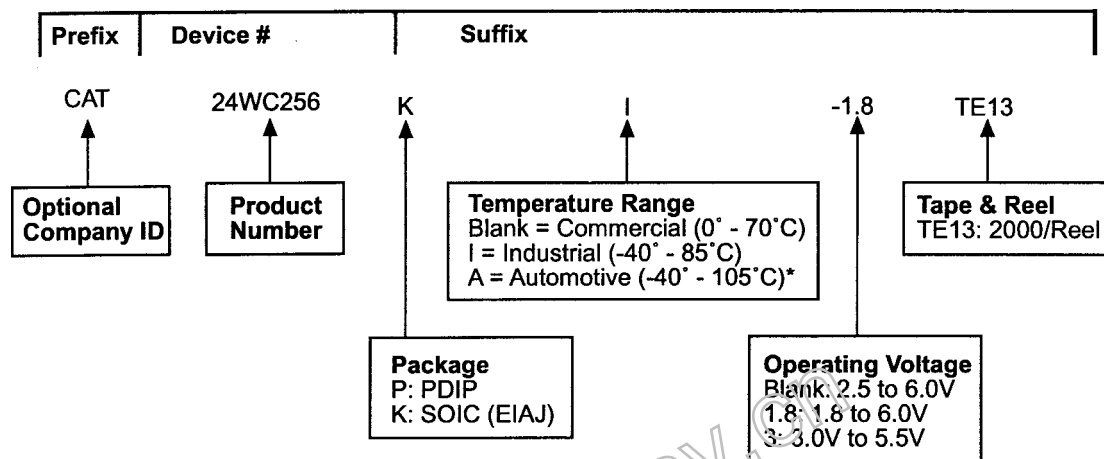 Prefix Device # Suffix
CAT 24WC256 K I -1.8 TE13
Optional
Company ID
Product
Number
Temperature Range
Blank = Commercial (0˚ - 70˚C)
I = Industrial (-40˚ - 85˚C)
A = Automotive (-40˚ - 105˚C)*
Tape & Reel
TE13: 2000/Reel
Package
P: PDIP
K: SOIC (EIAJ)
Operating Voltage
Blank: 2.5 to 6.0V
1.8: 1.8 to 6.0V
3: 3.0V to 5.5V